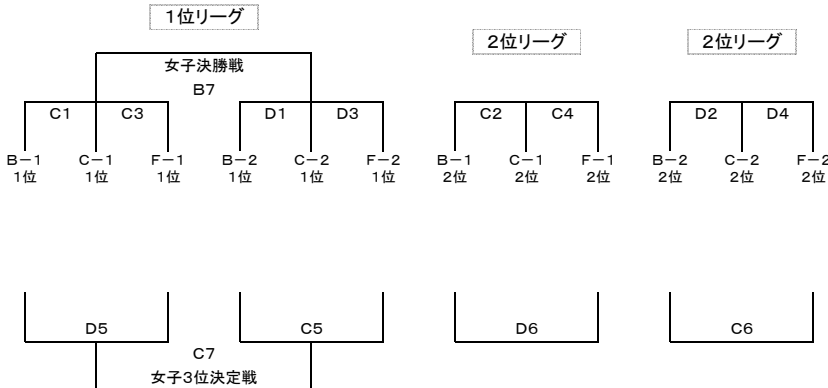 1位リーグ
2位リーグ 2位リーグ
女子決勝戦
B7
C1 C3 D1 D3 C2 C4 D2 D4
B－1 C－1 F－1 B－2 C－2 F－2 B－1 C－1 F－1 B－2 C－2 F－2
1位 1位 1位 1位 1位 1位 2位 2位 2位 2位 2位 2位
D5 C5 D6 C6
C7
女子3位決定戦